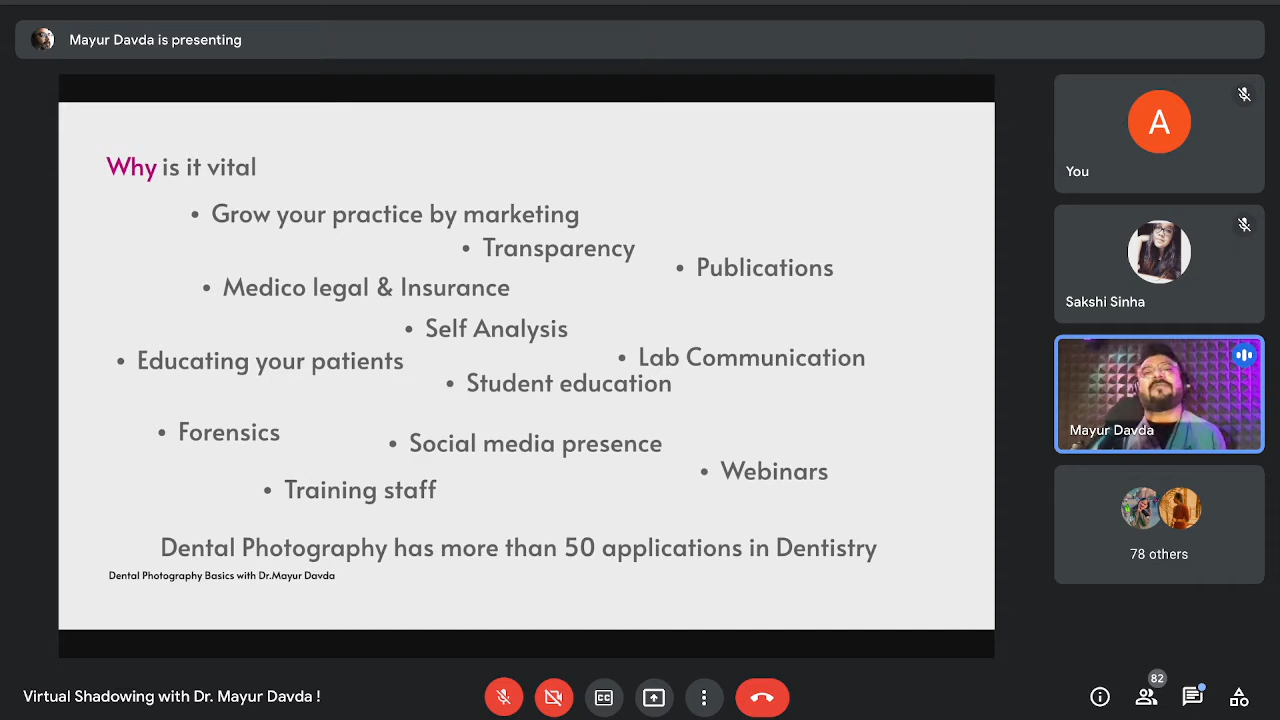 Mayur Davda is presenting
Why is it vital
• Grow your practice by marketing
• Transparency
• Publications
• Medico legal & Insurance
• Self Analysis
• Lab Communication
• Educating your patients
• Student education
• Forensics
• Social media presence
• Webinars
• Training staff
Dental Photography has more than 50 applications in Dentistry
Dental Photography Basics with Dr.Mayur Davda
A
You
Sakshi Sinha
Mayur Davda
78 others
Virtual Shadowing with Dr. Mayur Davda !
CC
82